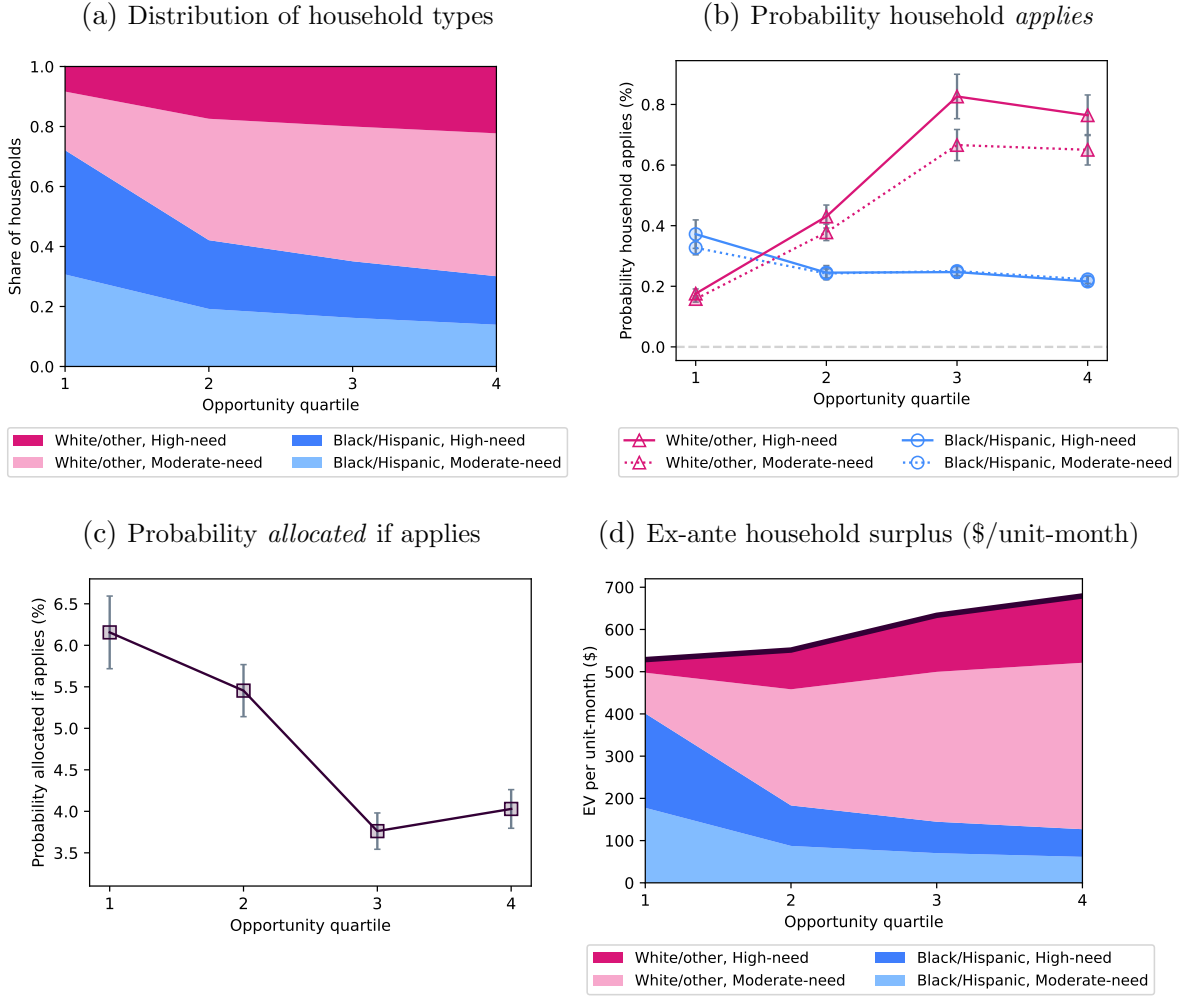 (a) Distribution of household types
1.0
0.8
0.6
0.4
0.2
0.0
Share of households
1 2 3 4
Opportunity quartile
White/other, High-need
White/other, Moderate-need
Black/Hispanic, High-need
Black/Hispanic, Moderate-need
(b) Probability household applies
0.8
0.6
0.4
0.2
0.0
Probability household applies (%)
1 2 3 4
Opportunity quartile
White/other, High-need
White/other, Moderate-need
Black/Hispanic, High-need
Black/Hispanic, Moderate-need
(c) Probability allocated if applies
6.5
6.0
5.5
5.0
4.5
4.0
3.5
Probability allocated if applies (%)
1 2 3 4
Opportunity quartile
(d) Ex-ante household surplus ($/unit-month)
700
600
500
400
300
200
100
0
EV per unit-month ($)
1 2 3 4
Opportunity quartile
White/other, High-need
White/other, Moderate-need
Black/Hispanic, High-need
Black/Hispanic, Moderate-need